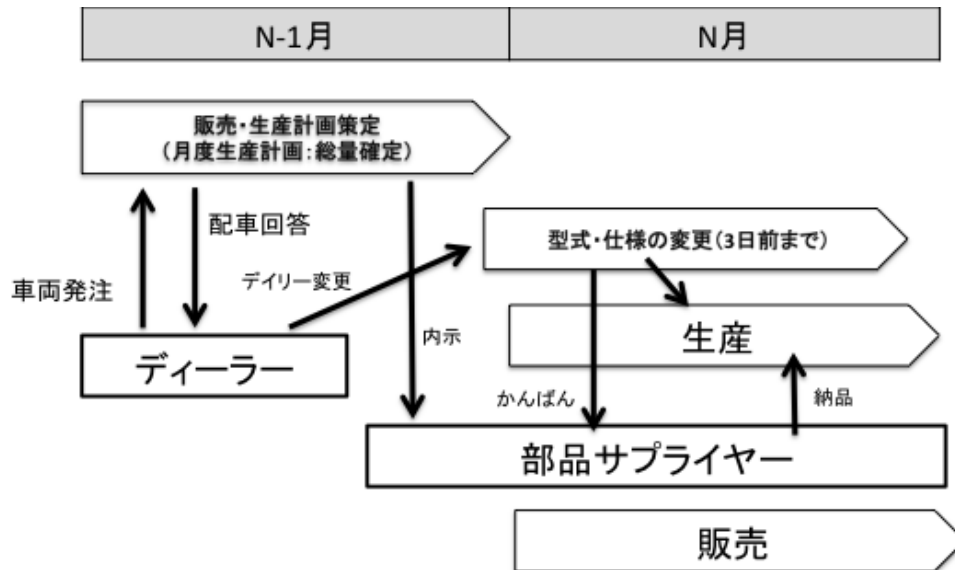 N-1月
N月
販売・生産計画策定
(月度生産計画:総量確定)
配車回答
車両発注
デイリー変更
型式・仕様の変更(3日前まで)
生産
ディーラー
内示
かんばん
納品
部品サプライヤー
販売